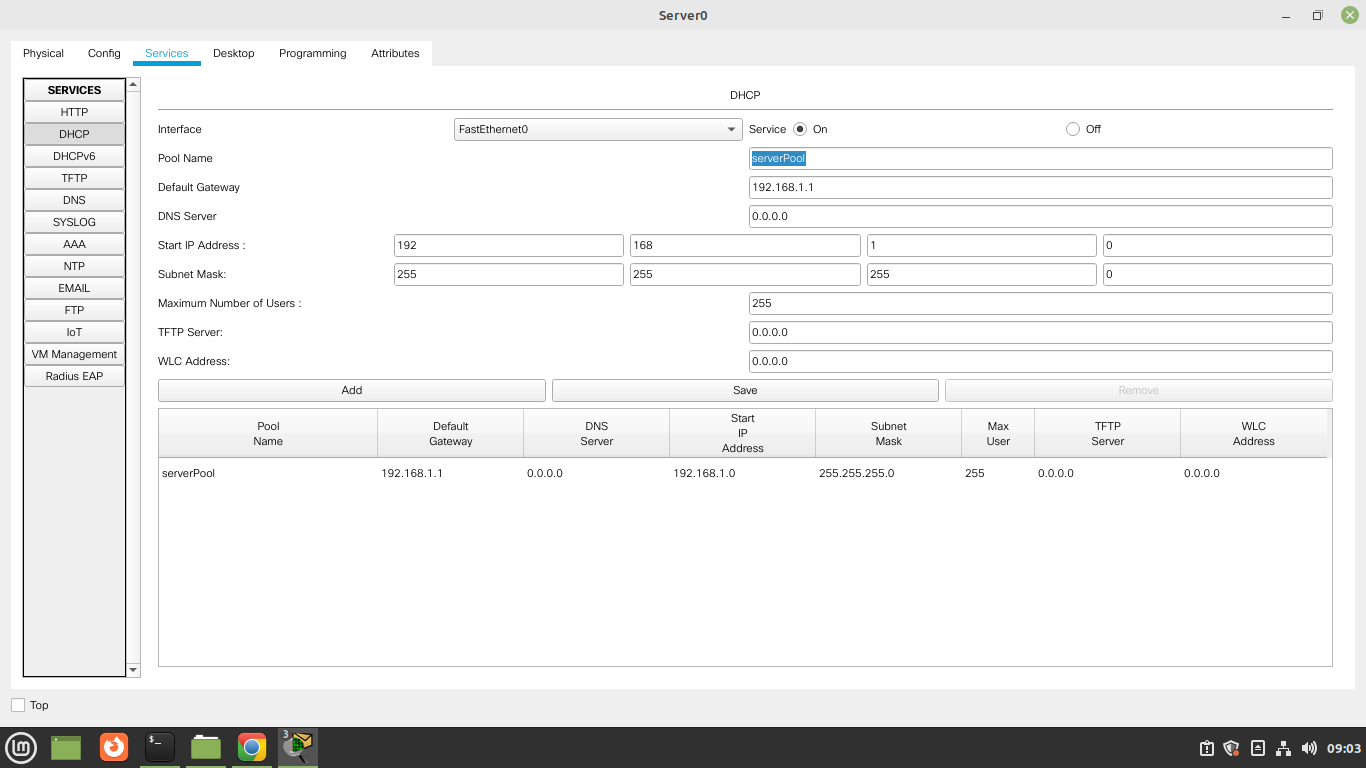 Server0
Physical Config Services Desktop Programming Attributes
SERVICES
HTTP
DHCP
DHCPv6
TFTP
DNS
SYSLOG
AAA
NTP
EMAIL
FTP
IoT
VM Management
Radius EAP
DHCP
Interface FastEthernet0 Service On Off
Pool Name serverPool
Default Gateway 192.168.1.1
DNS Server 0.0.0.0
Start IP Address : 192 168 1 0
Subnet Mask: 255 255 255 0
Maximum Number of Users : 255
TFTP Server: 0.0.0.0
WLC Address: 0.0.0.0
Add Save Remove
Pool Name Default Gateway DNS Server Start IP Address Subnet Mask Max User TFTP Server WLC Address
serverPool 192.168.1.1 0.0.0.0 192.168.1.0 255.255.255.0 255 0.0.0.0 0.0.0.0
Top
$_
3
09:03